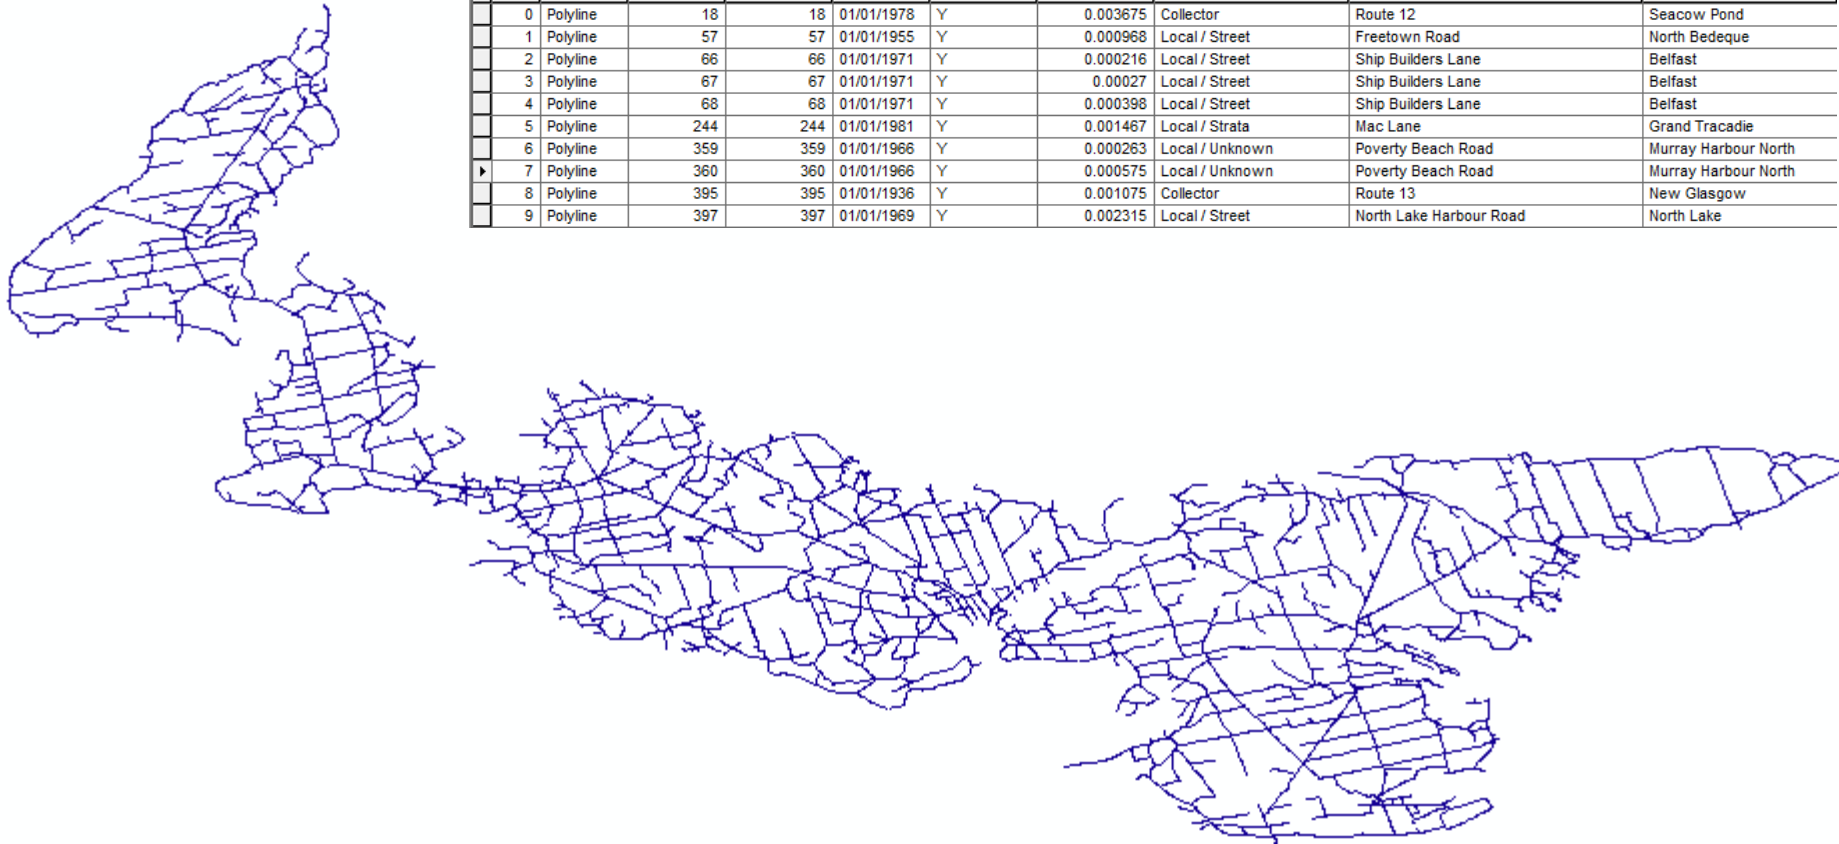 0 Polyline 18 18 01/01/1978 Y 0.003675 Collector Route 12 Seacow Pond
1 Polyline 57 57 01/01/1955 Y 0.000968 Local / Street Freetown Road North Bedeque
2 Polyline 66 66 01/01/1971 Y 0.000216 Local / Street Ship Builders Lane Belfast
3 Polyline 67 67 01/01/1971 Y 0.00027 Local / Street Ship Builders Lane Belfast
4 Polyline 68 68 01/01/1971 Y 0.000398 Local / Street Ship Builders Lane Belfast
5 Polyline 244 244 01/01/1981 Y 0.001467 Local / Strata Mac Lane Grand Tracadie
6 Polyline 359 359 01/01/1966 Y 0.000263 Local / Unknown Poverty Beach Road Murray Harbour North
7 Polyline 360 360 01/01/1966 Y 0.000575 Local / Unknown Poverty Beach Road Murray Harbour North
8 Polyline 395 395 01/01/1936 Y 0.001075 Collector Route 13 New Glasgow
9 Polyline 397 397 01/01/1969 Y 0.002315 Local / Street North Lake Harbour Road North Lake